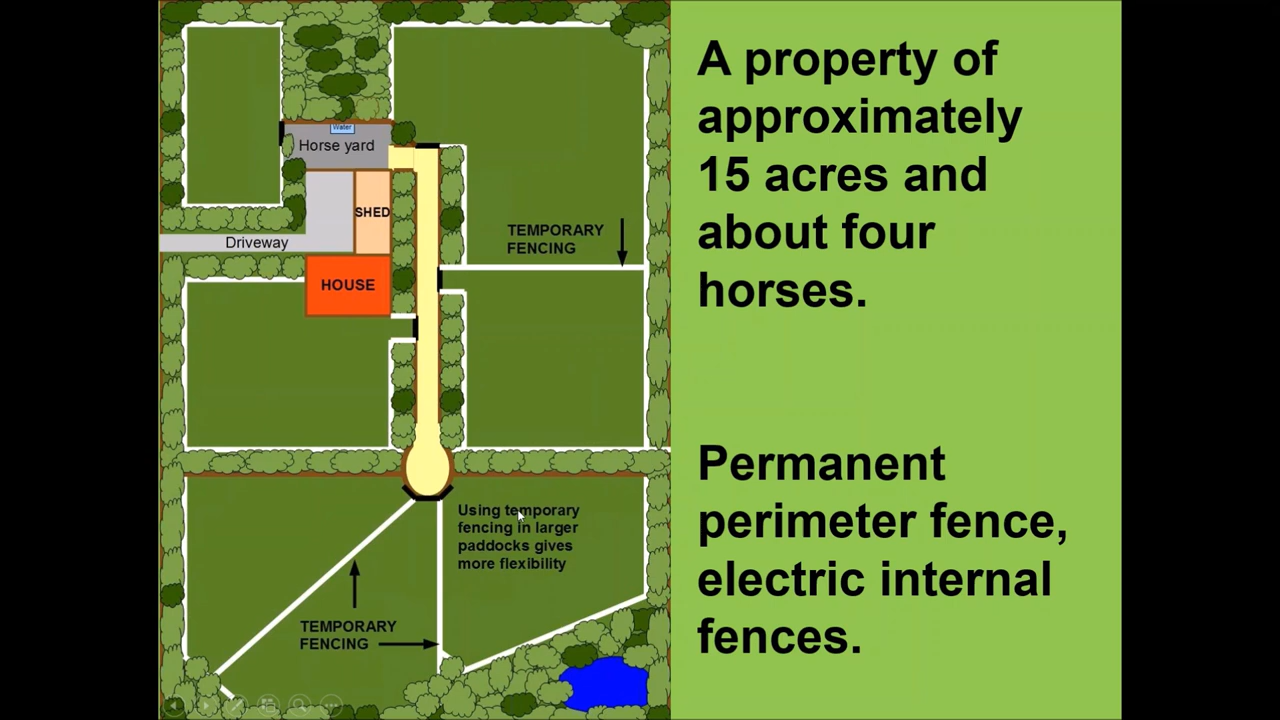 Water
Horse yard
SHED
Driveway
HOUSE
TEMPORARY
FENCING
Using temporary
fencing in larger
paddocks gives
more flexibility
TEMPORARY
FENCING
A property of
approximately
15 acres and
about four
horses.
Permanent
perimeter fence,
electric internal
fences.